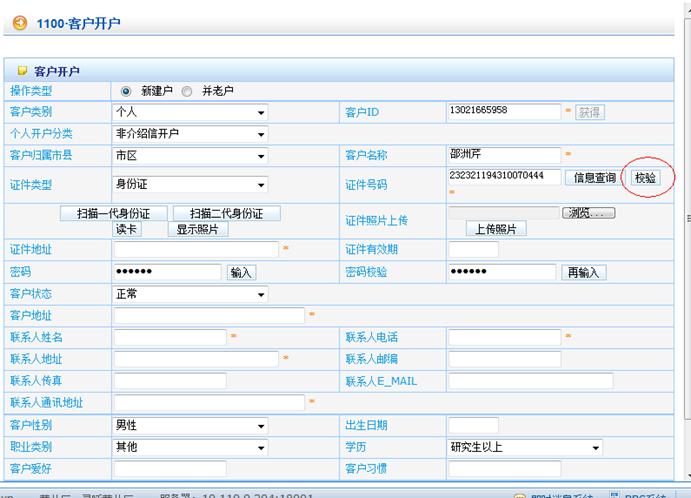 1100·客户开户
客户开户
操作类型 新建户 并老户
客户类别 个人 客户ID 13021665958 * 获得
个人开户分类 非介绍信开户
客户归属市县 市区 客户名称 邵洲芹 *
证件类型 身份证 证件号码 232321194310070444 信息查询 校验
*
扫描一代身份证 扫描二代身份证 证件照片上传 浏览...
读卡 显示照片 上传照片
证件地址 * 证件有效期
密码 ●●●●●● 输入 密码校验 ●●●●●● 再输入
客户状态 正常
客户地址 *
联系人姓名 * 联系人电话 *
联系人地址 * 联系人邮编
联系人传真 联系人E_MAIL
联系人通讯地址 *
客户性别 男性 出生日期
职业类别 其他 学历 研究生以上
客户爱好 客户习惯